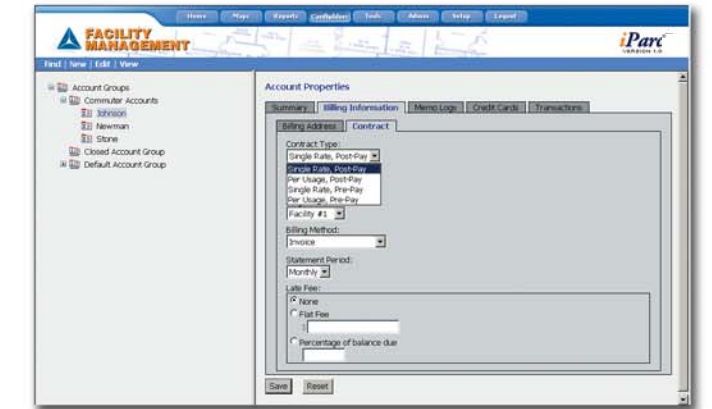 Home Maps Reports Cardholders Tools Admin Setup Logout
FACILITY
MANAGEMENT
iParc
VERSION 1.0
Find | New | Edit | View
Account Groups
Commuter Accounts
Johnson
Newman
Stone
Closed Account Group
Default Account Group
Account Properties
Summary Billing Information Memo Logs Credit Cards Transactions
Billing Address Contract
Contract Type:
Single Rate, Post-Pay
Single Rate, Post-Pay
Per Usage, Post-Pay
Single Rate, Pre-Pay
Per Usage, Pre-Pay
Facility #1
Billing Method:
Invoice
Statement Period:
Monthly
Late Fee:
None
Flat Fee
$
Percentage of balance due
Save Reset